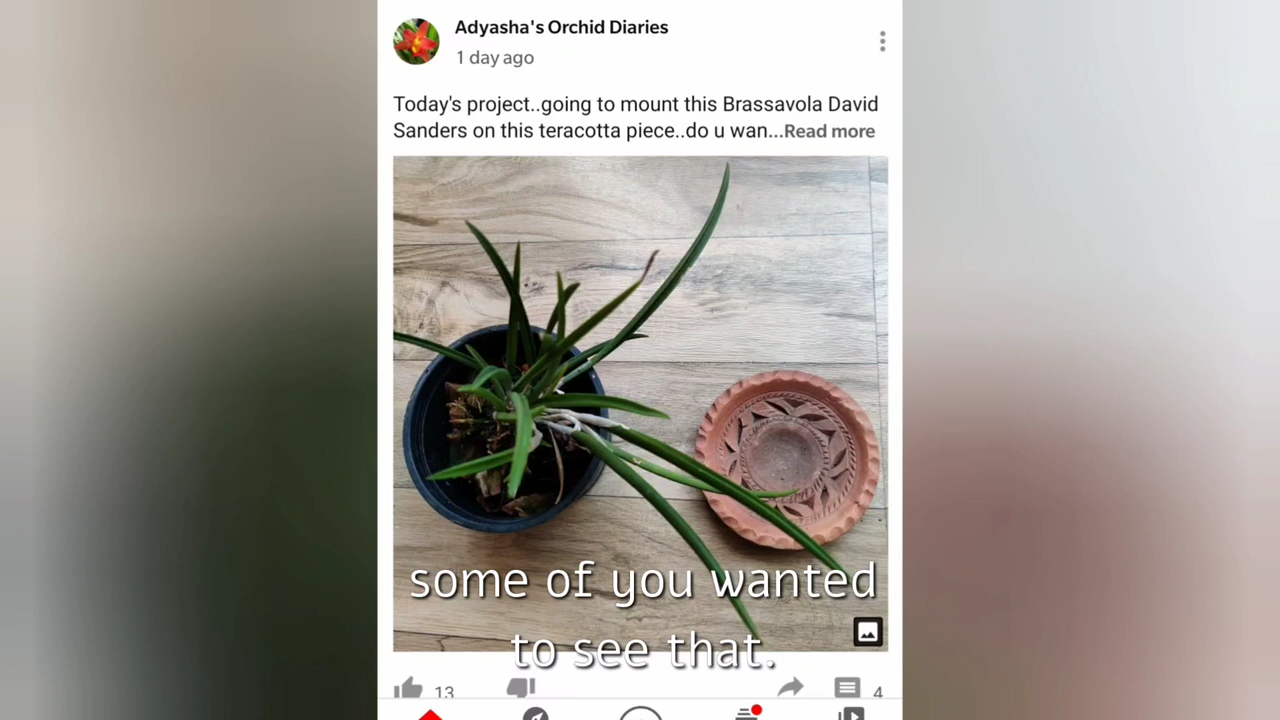 Adyasha's Orchid Diaries
1 day ago
Today's project..going to mount this Brassavola David
Sanders on this teracotta piece..do u wan...Read more
some of you wanted
to see that.
13
4